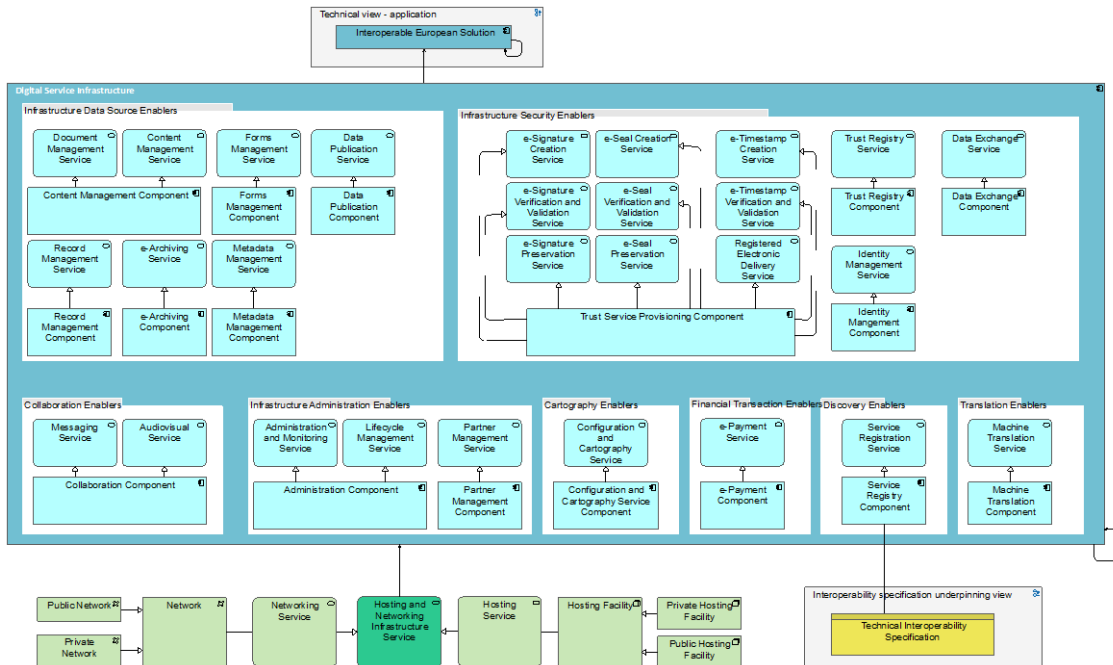 Technical view - application
Interoperable European Solution
Digital Service Infrastructure
Infrastructure Data Source Enablers
Document
Management
Service
Content
Management
Service
Forms
Management
Service
Data
Publication
Service
Content Management Component
Forms
Management
Component
Data
Publication
Component
Record
Management
Service
e-Archiving
Service
Metadata
Management
Service
Record
Management
Component
e-Archiving
Component
Metadata
Management
Component
Infrastructure Security Enablers
e-Signature
Creation
Service
e-Seal Creation
Service
e-Timestamp
Creation
Service
Trust Registry
Service
Data Exchange
Service
e-Signature
Verification and
Validation
Service
e-Seal
Verification and
Validation
Service
e-Timestamp
Verification and
Validation
Service
Trust Registry
Component
Data Exchange
Component
e-Signature
Preservation
Service
e-Seal
Preservation
Service
Registered
Electronic
Delivery
Service
Identity
Management
Service
Trust Service Provisioning Component
Identity
Mangement
Component
Collaboration Enablers
Messaging
Service
Audiovisual
Service
Collaboration Component
Infrastructure Administration Enablers
Administration
and Monitoring
Service
Lifecycle
Management
Service
Partner
Management
Service
Administration Component
Partner
Management
Component
Cartography Enablers
Configuration
and
Cartography
Service
Configuration and
Cartography Service
Component
Financial Transaction Enablers
e-Payment
Service
e-Payment
Component
Discovery Enablers
Service
Registration
Service
Service
Registry
Component
Translation Enablers
Machine
Translation
Service
Machine
Translation
Component
Public Network
Private
Network
Network
Networking
Service
Hosting and
Networking
Infrastructure
Service
Hosting
Service
Hosting Facility
Private Hosting
Facility
Public Hosting
Facility
Interoperability specification underpinning view
Technical Interoperability
Specification